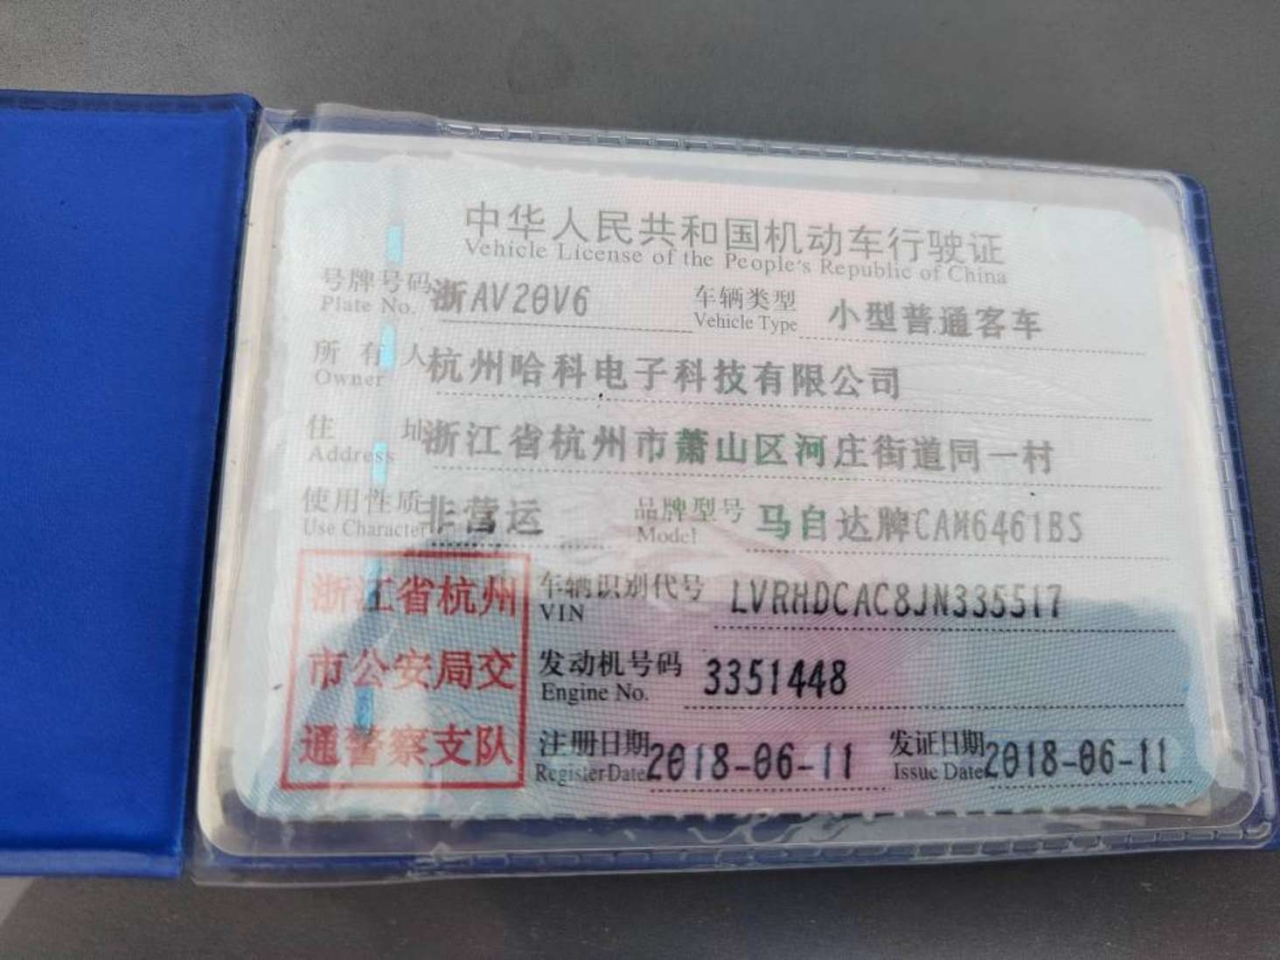 中华人民共和国机动车行驶证
Vehicle License of the People's Republic of China
号牌号码 浙AV20V6 车辆类型 小型普通客车
Plate No. Vehicle Type
所有人 杭州哈科电子科技有限公司
Owner
住址 浙江省杭州市萧山区河庄街道同一村
Address
使用性质 非营运 品牌型号 马自达牌CAM6461BS
Use Character Model
浙江省杭州 车辆识别代号 LVRHDCAC8JN335517
VIN
市公安局交 发动机号码 3351448
Engine No.
通警察支队 注册日期 2018-06-11 发证日期 2018-06-11
Register Date Issue Date